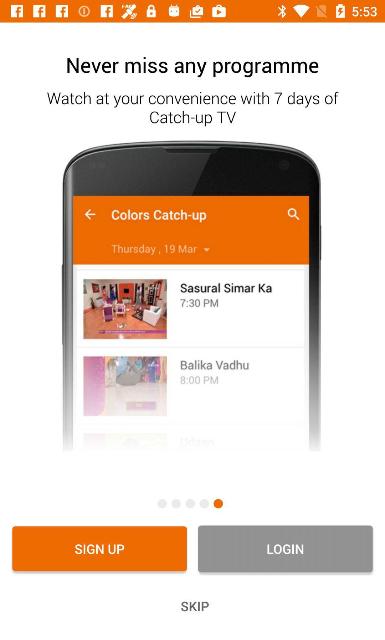 5:53
Never miss any programme
Watch at your convenience with 7 days of
Catch-up TV
Colors Catch-up
Thursday , 19 Mar
Sasural Simar Ka
7:30 PM
Balika Vadhu
8:00 PM
Udaan
SIGN UP
LOGIN
SKIP